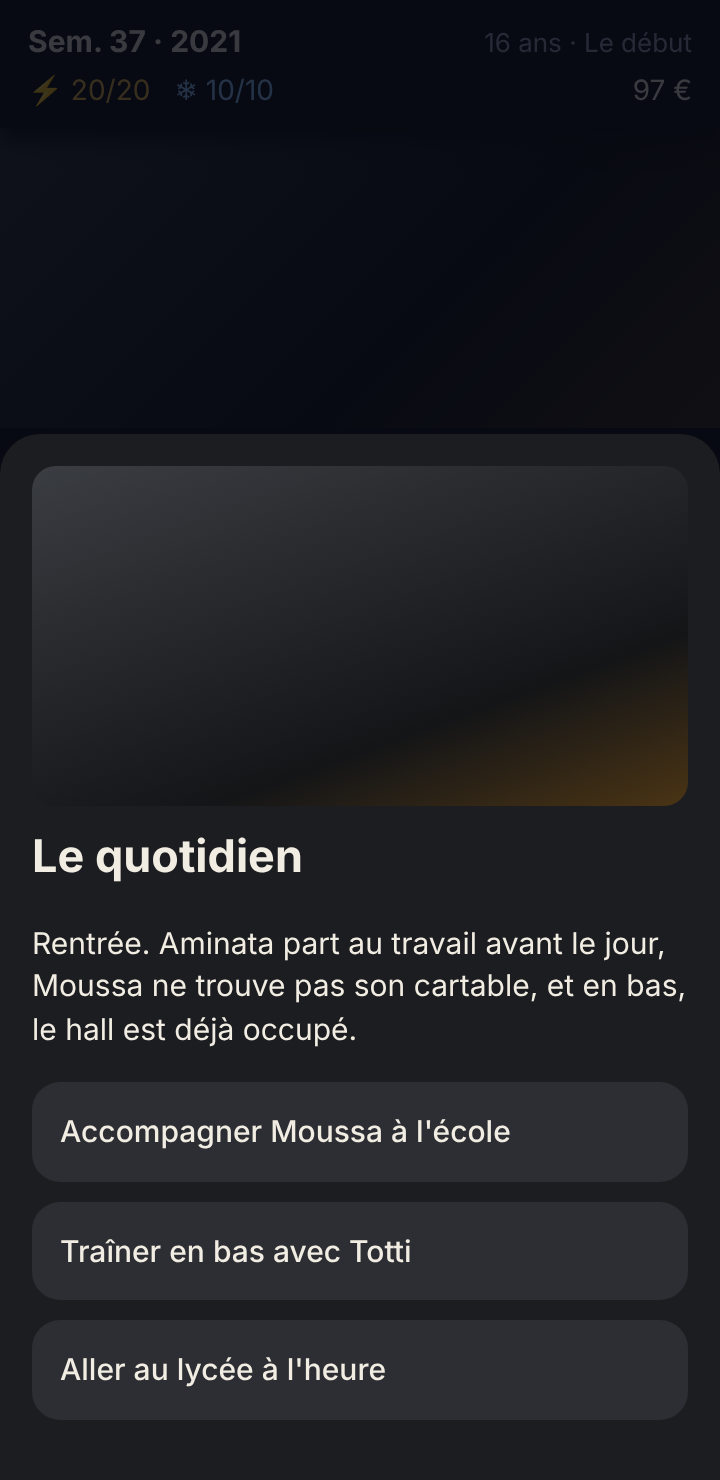 Sem. 37 · 2021
16 ans · Le début
⚡ 20/20 ❄ 10/10
97 €
Le quotidien
Rentrée. Aminata part au travail avant le jour,
Moussa ne trouve pas son cartable, et en bas,
le hall est déjà occupé.
Accompagner Moussa à l'école
Traîner en bas avec Totti
Aller au lycée à l'heure